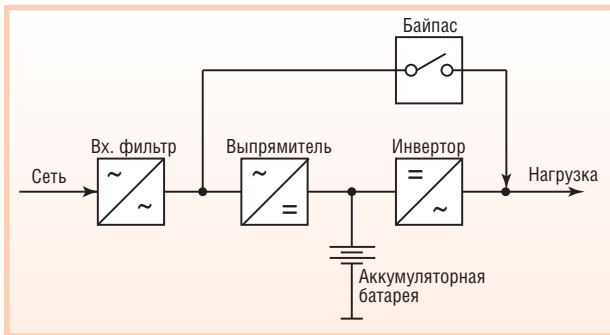 Байпас
Вх. фильтр
Выпрямитель
Инвертор
Сеть
~
~
~
=
=
~
Нагрузка
Аккумуляторная
батарея